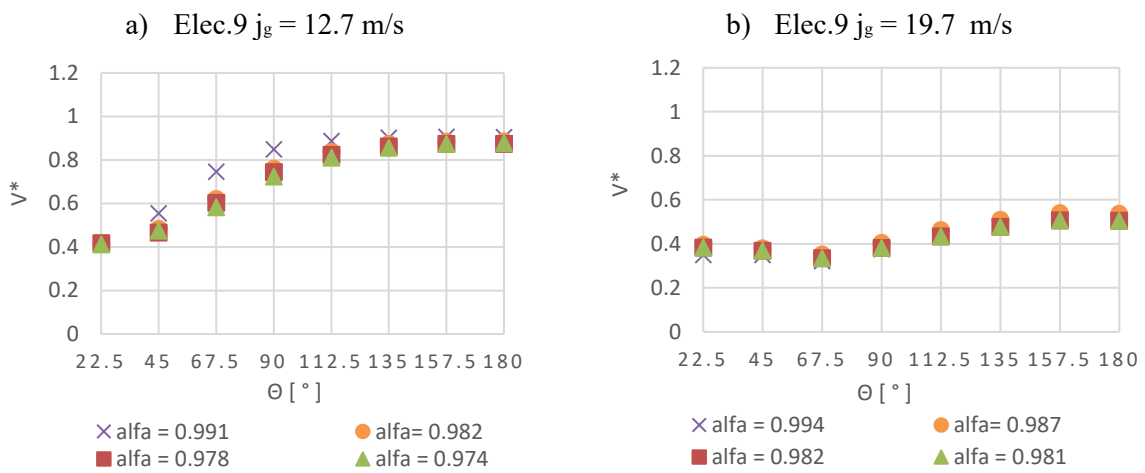 a) Elec.9 jg = 12.7 m/s
1.2
1
0.8
0.6
0.4
0.2
0
V*
22.5 45 67.5 90 112.5 135 157.5 180
Θ [ ° ]
alfa = 0.991 alfa= 0.982
alfa = 0.978 alfa = 0.974
b) Elec.9 jg = 19.7 m/s
1.2
1
0.8
0.6
0.4
0.2
0
V*
22.5 45 67.5 90 112.5 135 157.5 180
Θ [ ° ]
alfa = 0.994 alfa= 0.987
alfa = 0.982 alfa = 0.981